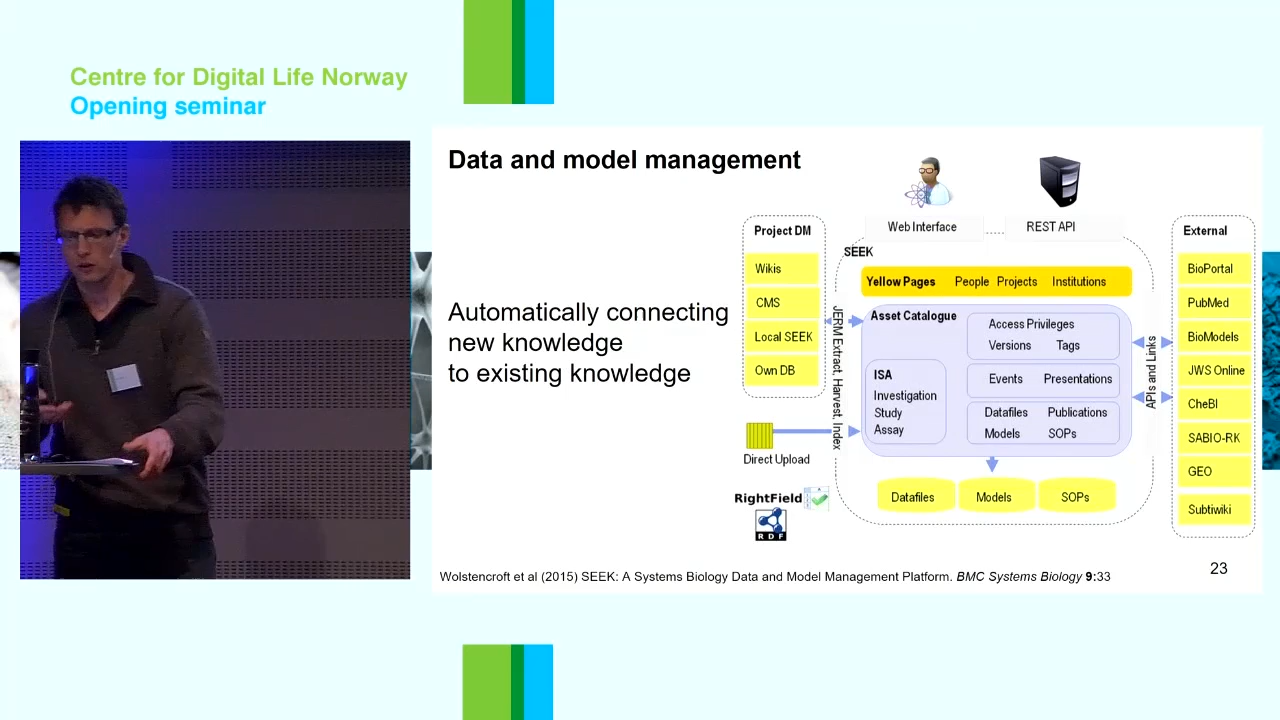 Centre for Digital Life Norway
Opening seminar
Data and model management
Automatically connecting
new knowledge
to existing knowledge
Web Interface
REST API
Project DM
Wikis
CMS
Local SEEK
Own DB
Direct Upload
RightField
RDF
JERM Extract, Harvest, Index
SEEK
Yellow Pages People Projects Institutions
Asset Catalogue
Access Privileges
Versions Tags
ISA
Investigation
Study
Assay
Events Presentations
Datafiles Publications
Models SOPs
Datafiles
Models
SOPs
APIs and Links
External
BioPortal
PubMed
BioModels
JWS Online
CheBI
SABIO-RK
GEO
Subtiwiki
Wolstencroft et al (2015) SEEK: A Systems Biology Data and Model Management Platform. BMC Systems Biology 9:33
23